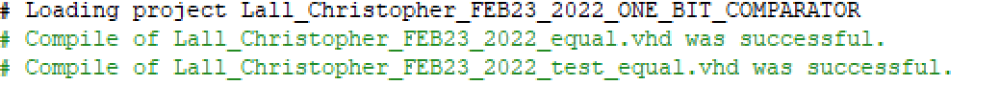 # Loading project Lall_Christopher_FEB23_2022_ONE_BIT_COMPARATOR
# Compile of Lall_Christopher_FEB23_2022_equal.vhd was successful.
# Compile of Lall_Christopher_FEB23_2022_test_equal.vhd was successful.